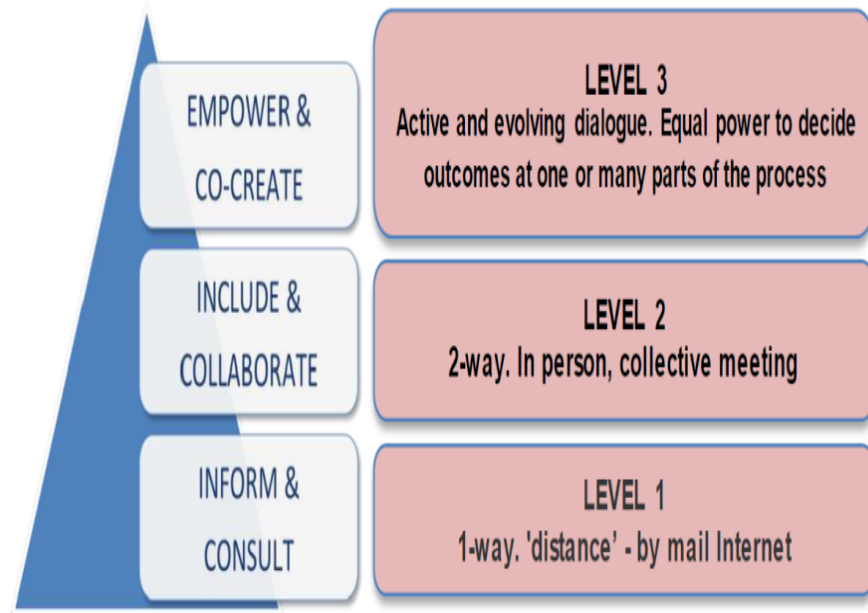 EMPOWER &
CO-CREATE
LEVEL 3
Active and evolving dialogue. Equal power to decide
outcomes at one or many parts of the process
INCLUDE &
COLLABORATE
LEVEL 2
2-way. In person, collective meeting
INFORM &
CONSULT
LEVEL 1
1-way. 'distance’ - by mail Internet